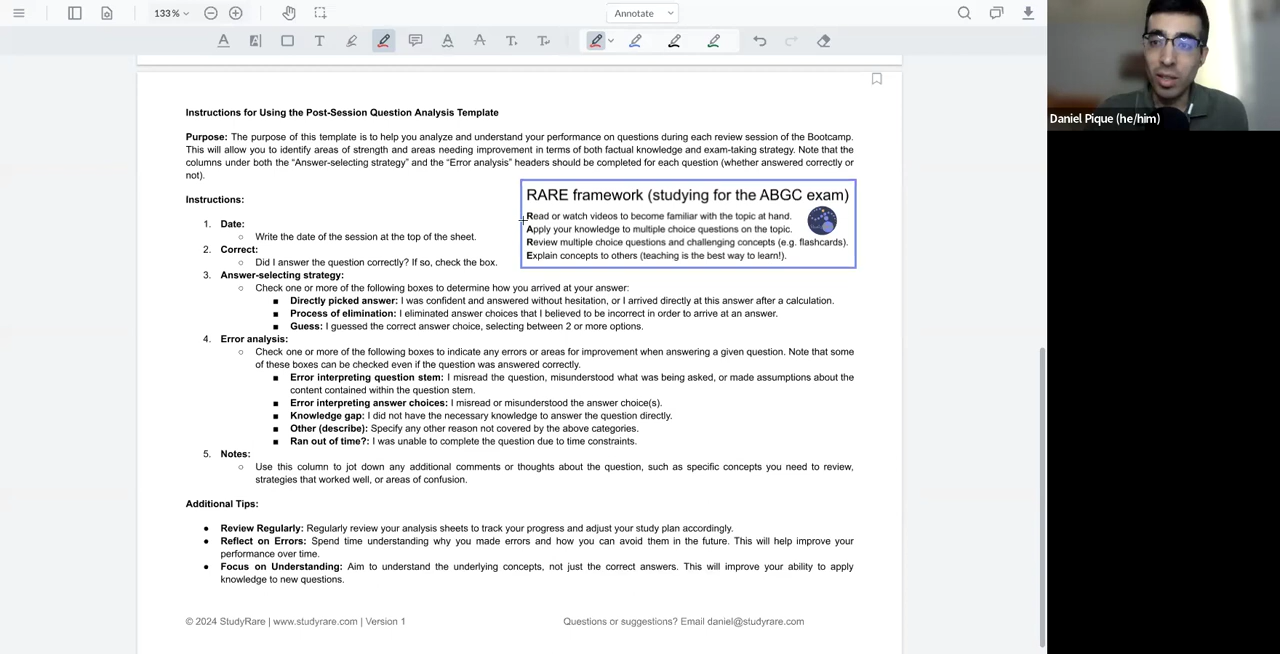 133%
Annotate
Daniel Pique (he/him)
Instructions for Using the Post-Session Question Analysis Template
Purpose: The purpose of this template is to help you analyze and understand your performance on questions during each review session of the Bootcamp.
This will allow you to identify areas of strength and areas needing improvement in terms of both factual knowledge and exam-taking strategy. Note that the
columns under both the “Answer-selecting strategy” and the “Error analysis” headers should be completed for each question (whether answered correctly or
not).
Instructions:
RARE framework (studying for the ABGC exam)
Read or watch videos to become familiar with the topic at hand.
Apply your knowledge to multiple choice questions on the topic.
Review multiple choice questions and challenging concepts (e.g. flashcards).
Explain concepts to others (teaching is the best way to learn!).
1. Date:
○ Write the date of the session at the top of the sheet.
2. Correct:
○ Did I answer the question correctly? If so, check the box.
3. Answer-selecting strategy:
○ Check one or more of the following boxes to determine how you arrived at your answer:
■ Directly picked answer: I was confident and answered without hesitation, or I arrived directly at this answer after a calculation.
■ Process of elimination: I eliminated answer choices that I believed to be incorrect in order to arrive at an answer.
■ Guess: I guessed the correct answer choice, selecting between 2 or more options.
4. Error analysis:
○ Check one or more of the following boxes to indicate any errors or areas for improvement when answering a given question. Note that some
of these boxes can be checked even if the question was answered correctly.
■ Error interpreting question stem: I misread the question, misunderstood what was being asked, or made assumptions about the
content contained within the question stem.
■ Error interpreting answer choices: I misread or misunderstood the answer choice(s).
■ Knowledge gap: I did not have the necessary knowledge to answer the question directly.
■ Other (describe): Specify any other reason not covered by the above categories.
■ Ran out of time?: I was unable to complete the question due to time constraints.
5. Notes:
○ Use this column to jot down any additional comments or thoughts about the question, such as specific concepts you need to review,
strategies that worked well, or areas of confusion.
Additional Tips:
● Review Regularly: Regularly review your analysis sheets to track your progress and adjust your study plan accordingly.
● Reflect on Errors: Spend time understanding why you made errors and how you can avoid them in the future. This will help improve your
performance over time.
● Focus on Understanding: Aim to understand the underlying concepts, not just the correct answers. This will improve your ability to apply
knowledge to new questions.
© 2024 StudyRare | www.studyrare.com | Version 1
Questions or suggestions? Email daniel@studyrare.com